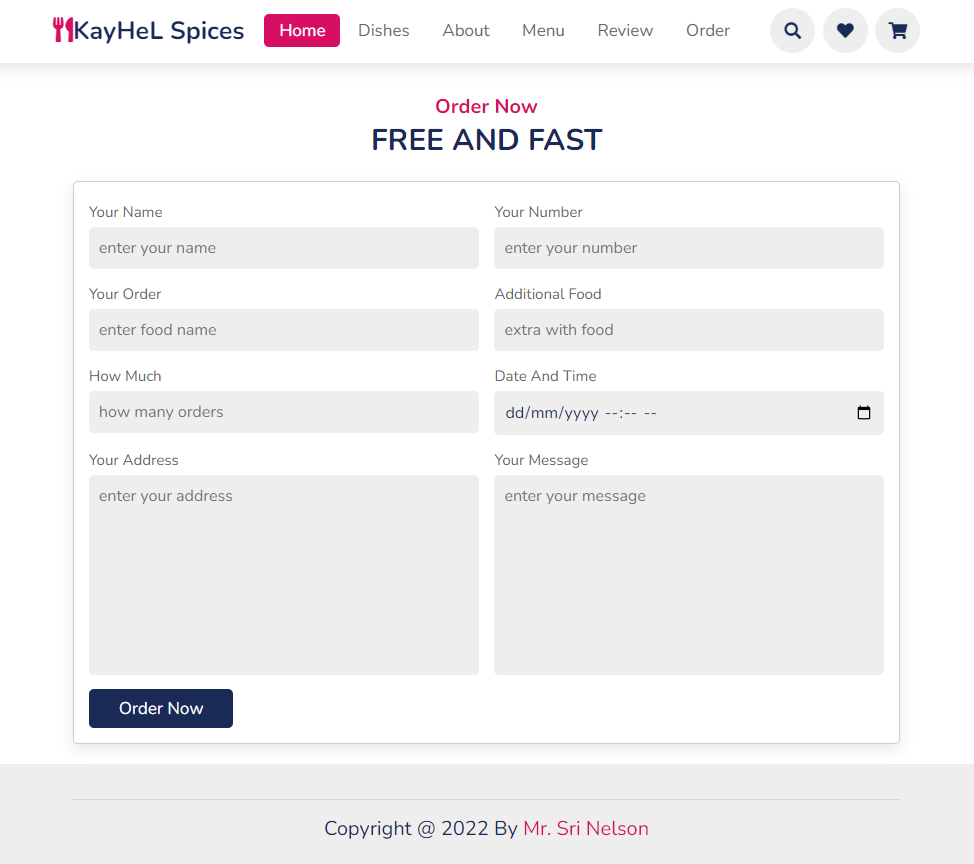 KayHeL Spices Home Dishes About Menu Review Order
Order Now
FREE AND FAST
Your Name Your Number
enter your name enter your number
Your Order Additional Food
enter food name extra with food
How Much Date And Time
how many orders dd/mm/yyyy --:-- --
Your Address Your Message
enter your address enter your message
Order Now
Copyright @ 2022 By Mr. Sri Nelson